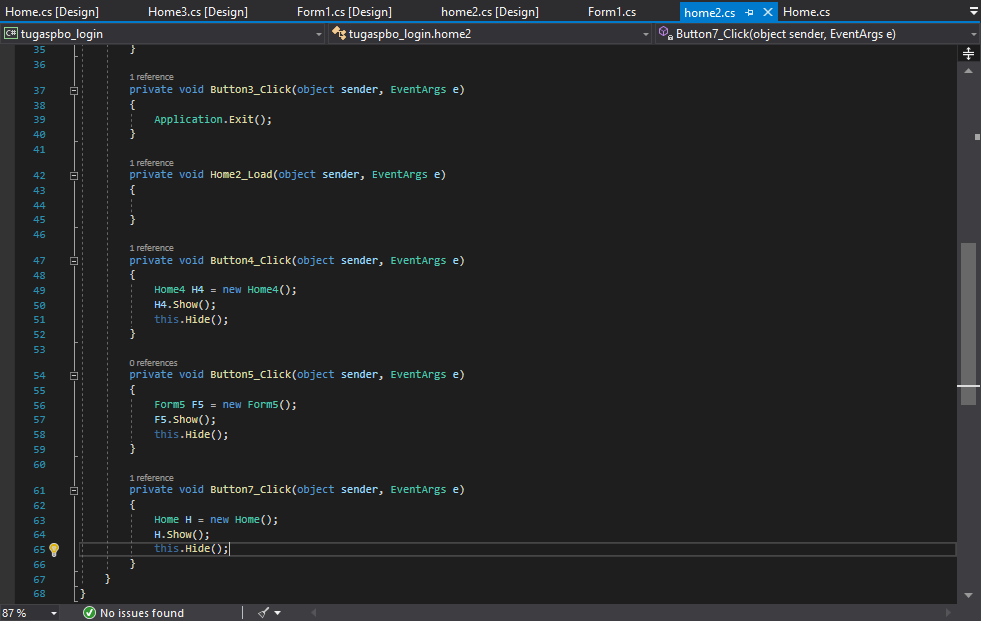 Home.cs [Design] Home3.cs [Design] Form1.cs [Design] home2.cs [Design] Form1.cs home2.cs Home.cs
C# tugaspbo_login tugaspbo_login.home2 Button7_Click(object sender, EventArgs e)
35 }
36
1 reference
37 private void Button3_Click(object sender, EventArgs e)
38 {
39 Application.Exit();
40 }
41
1 reference
42 private void Home2_Load(object sender, EventArgs e)
43 {
44
45 }
46
1 reference
47 private void Button4_Click(object sender, EventArgs e)
48 {
49 Home4 H4 = new Home4();
50 H4.Show();
51 this.Hide();
52 }
53
0 references
54 private void Button5_Click(object sender, EventArgs e)
55 {
56 Form5 F5 = new Form5();
57 F5.Show();
58 this.Hide();
59 }
60
1 reference
61 private void Button7_Click(object sender, EventArgs e)
62 {
63 Home H = new Home();
64 H.Show();
65 this.Hide();
66 }
67 }
68 }
87 % No issues found